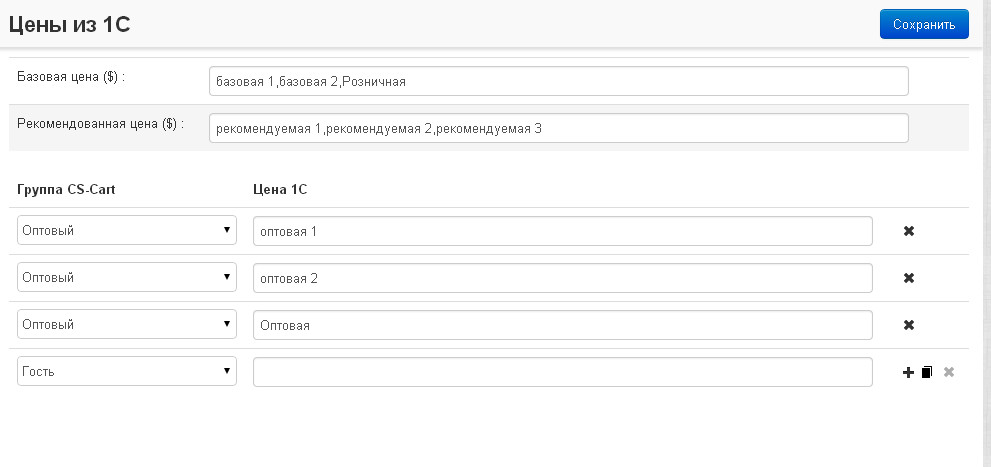 Цены из 1С
Сохранить
Базовая цена ($) :
базовая 1,базовая 2,Розничная
Рекомендованная цена ($) :
рекомендуемая 1,рекомендуемая 2,рекомендуемая 3
Группа CS-Cart Цена 1С
Оптовый оптовая 1
Оптовый оптовая 2
Оптовый Оптовая
Гость